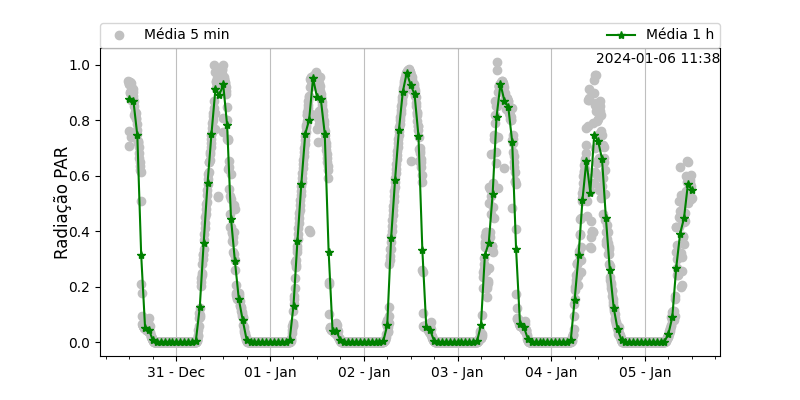 Média 5 min
Média 1 h
2024-01-06 11:38
Radiação PAR
1.0
0.8
0.6
0.4
0.2
0.0
31 - Dec
01 - Jan
02 - Jan
03 - Jan
04 - Jan
05 - Jan